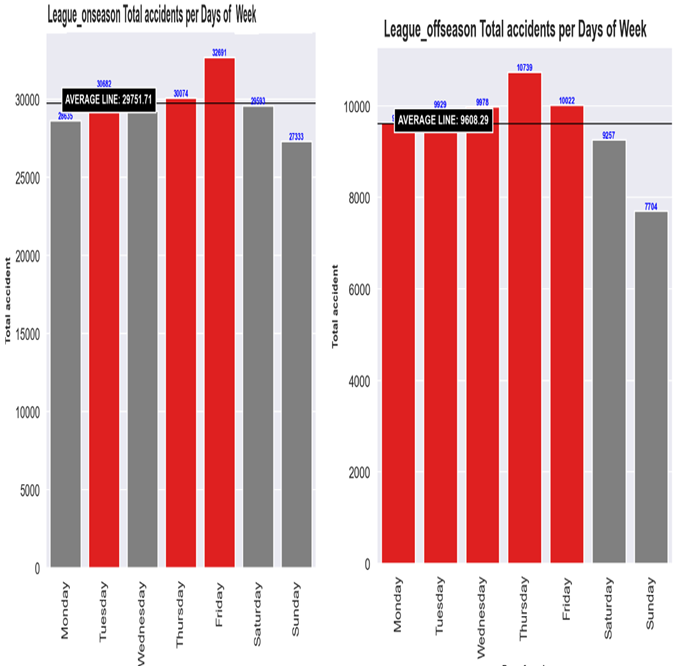 League_onseason Total accidents per Days of Week
32691
30682
30074
AVERAGE LINE: 29751.71
29593
28635
27333
30000
25000
20000
15000
10000
5000
0
Total accident
Monday
Tuesday
Wednesday
Thursday
Friday
Saturday
Sunday
League_offseason Total accidents per Days of Week
10739
9929
9978
10022
AVERAGE LINE: 9608.29
9257
7704
10000
8000
6000
4000
2000
0
Total accident
Monday
Tuesday
Wednesday
Thursday
Friday
Saturday
Sunday